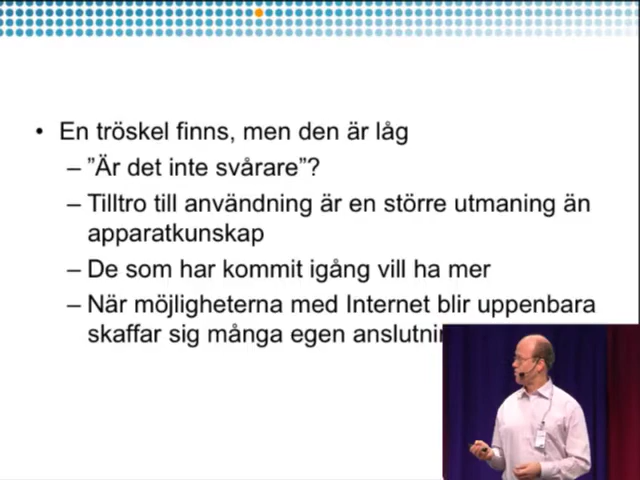 • En tröskel finns, men den är låg
– ”Är det inte svårare”?
– Tilltro till användning är en större utmaning än
apparatkunskap
– De som har kommit igång vill ha mer
– När möjligheterna med Internet blir uppenbara
skaffar sig många egen